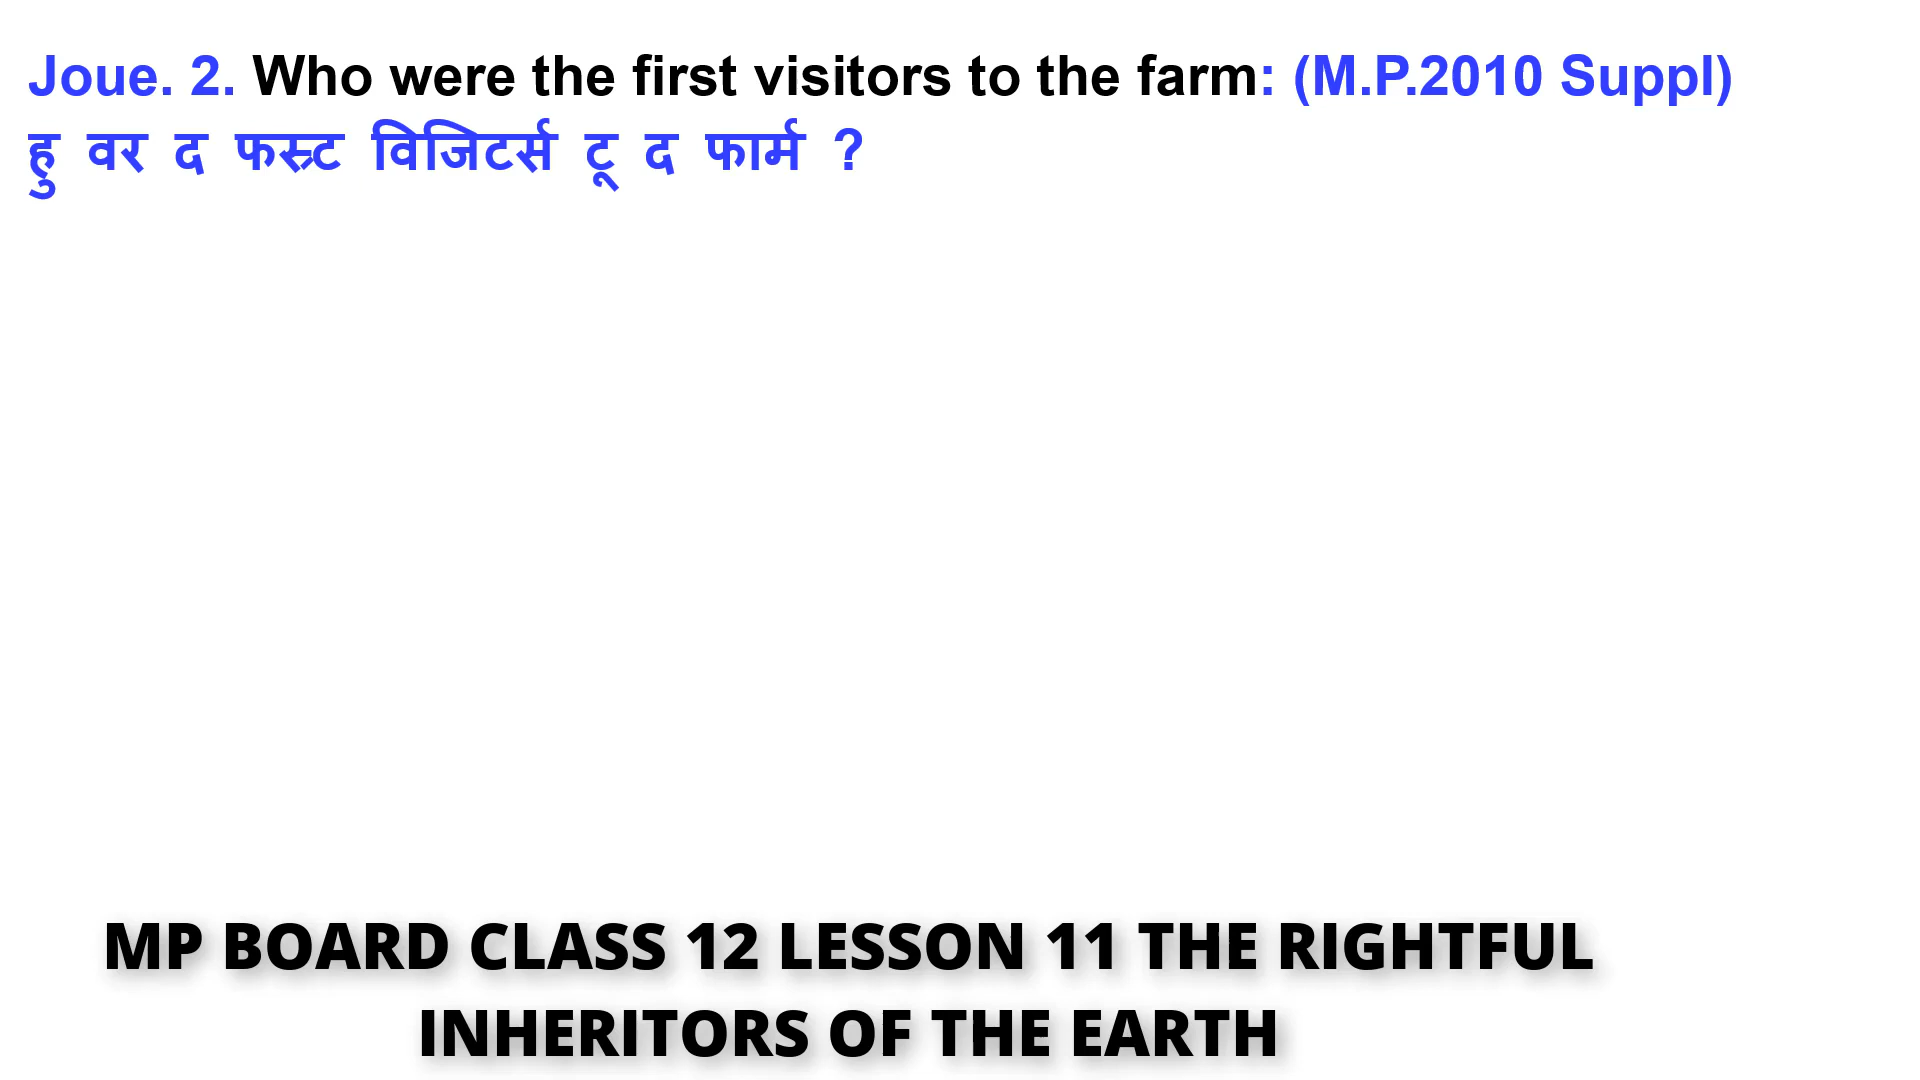 Joue. 2. Who were the first visitors to the farm: (M.P.2010 Suppl)
हु वर द फर्स्ट विजिटर्स टू द फार्म ?
MP BOARD CLASS 12 LESSON 11 THE RIGHTFUL
INHERITORS OF THE EARTH